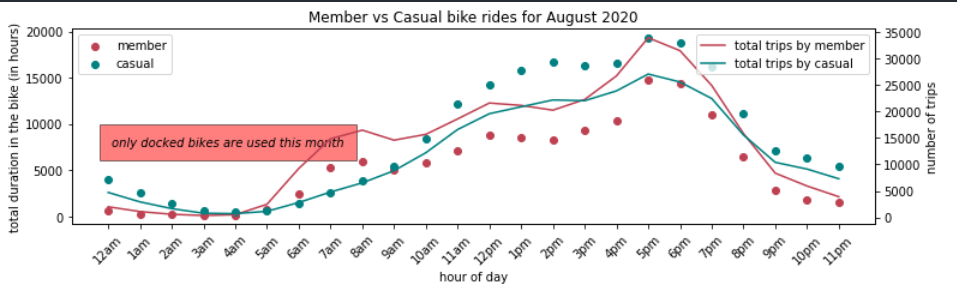 Member vs Casual bike rides for August 2020
total duration in the bike (in hours)
20000
15000
10000
5000
0
member
casual
only docked bikes are used this month
total trips by member
total trips by casual
35000
30000
25000
20000
15000
10000
5000
0
number of trips
12am 1am 2am 3am 4am 5am 6am 7am 8am 9am 10am 11am 12pm 1pm 2pm 3pm 4pm 5pm 6pm 7pm 8pm 9pm 10pm 11pm
hour of day